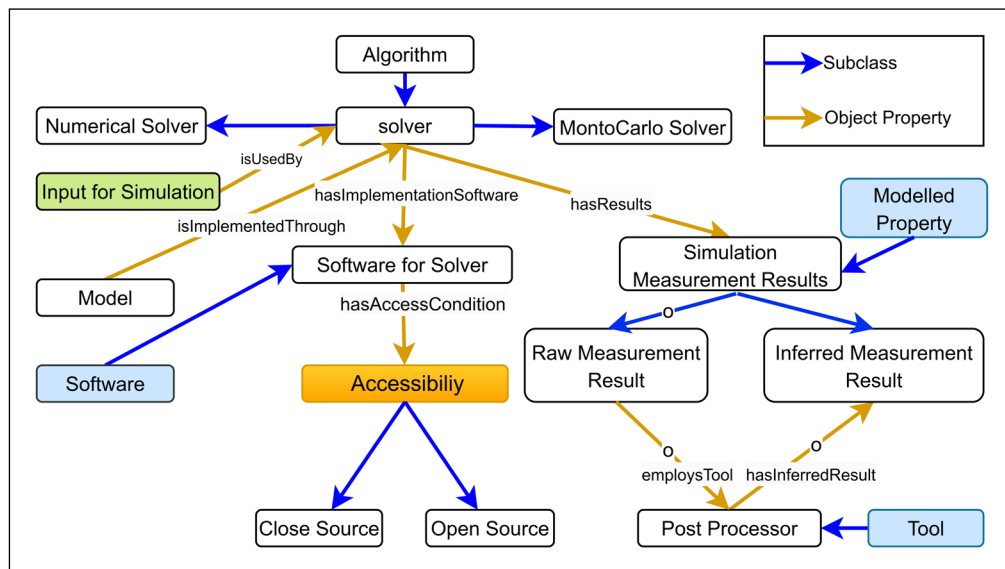 Algorithm
Subclass
Numerical Solver
solver
MontoCarlo Solver
Object Property
isUsedBy
Input for Simulation
hasImplementationSoftware
hasResults
Modelled
Property
isImplementedThrough
Simulation
Measurement Results
Software for Solver
Model
hasAccessCondition
o
Raw Measurement
Result
Inferred Measurement
Result
Software
Accessibiliy
o
o
employsTool
hasInferredResult
Close Source
Open Source
Post Processor
Tool